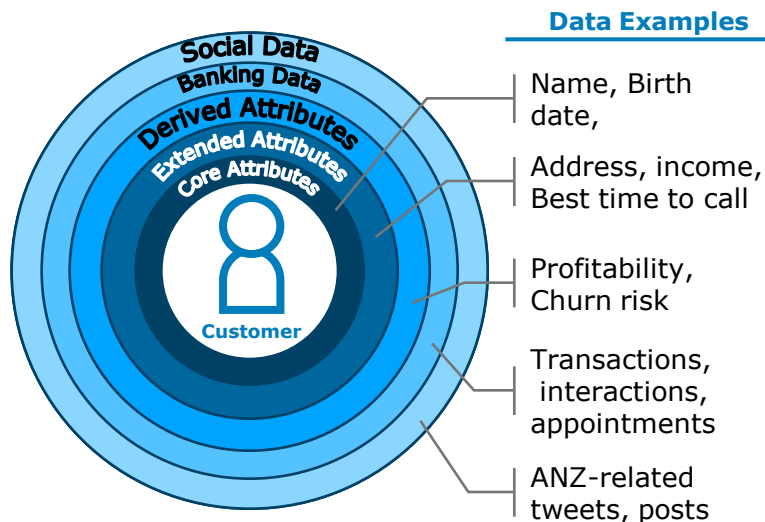 Data Examples
Social Data
Banking Data
Derived Attributes
Extended Attributes
Core Attributes
Customer
Name, Birth
date,
Address, income,
Best time to call
Profitability,
Churn risk
Transactions,
interactions,
appointments
ANZ-related
tweets, posts